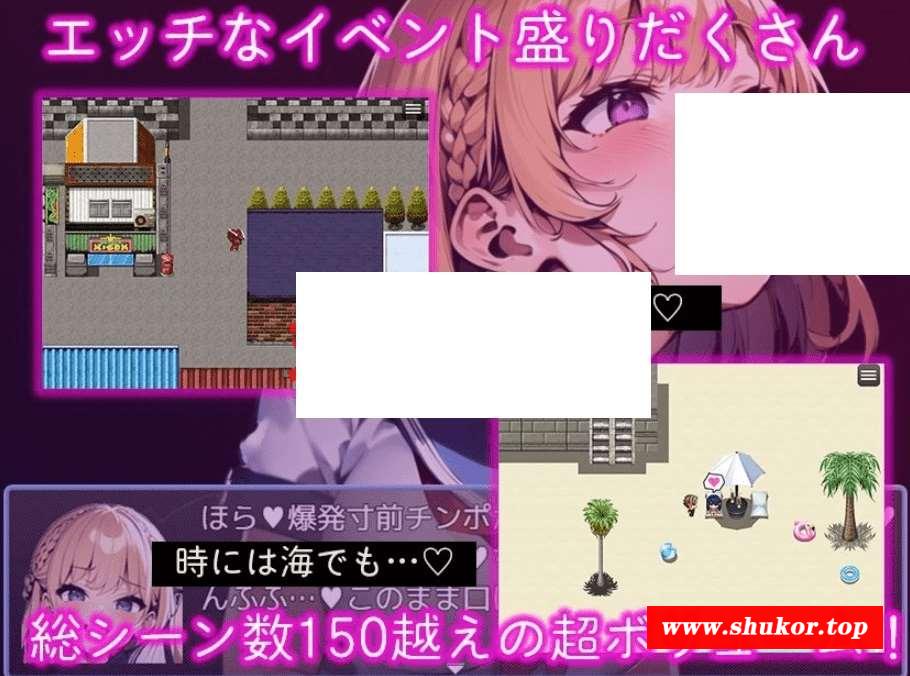 エッチなイベント盛りだくさん
KiSOK
♡
ほら♥爆発寸前チンポ
時には海でも…♡
んふふ…♥このまま口
総シーン数150越えの超ボ
www.shukor.top
!